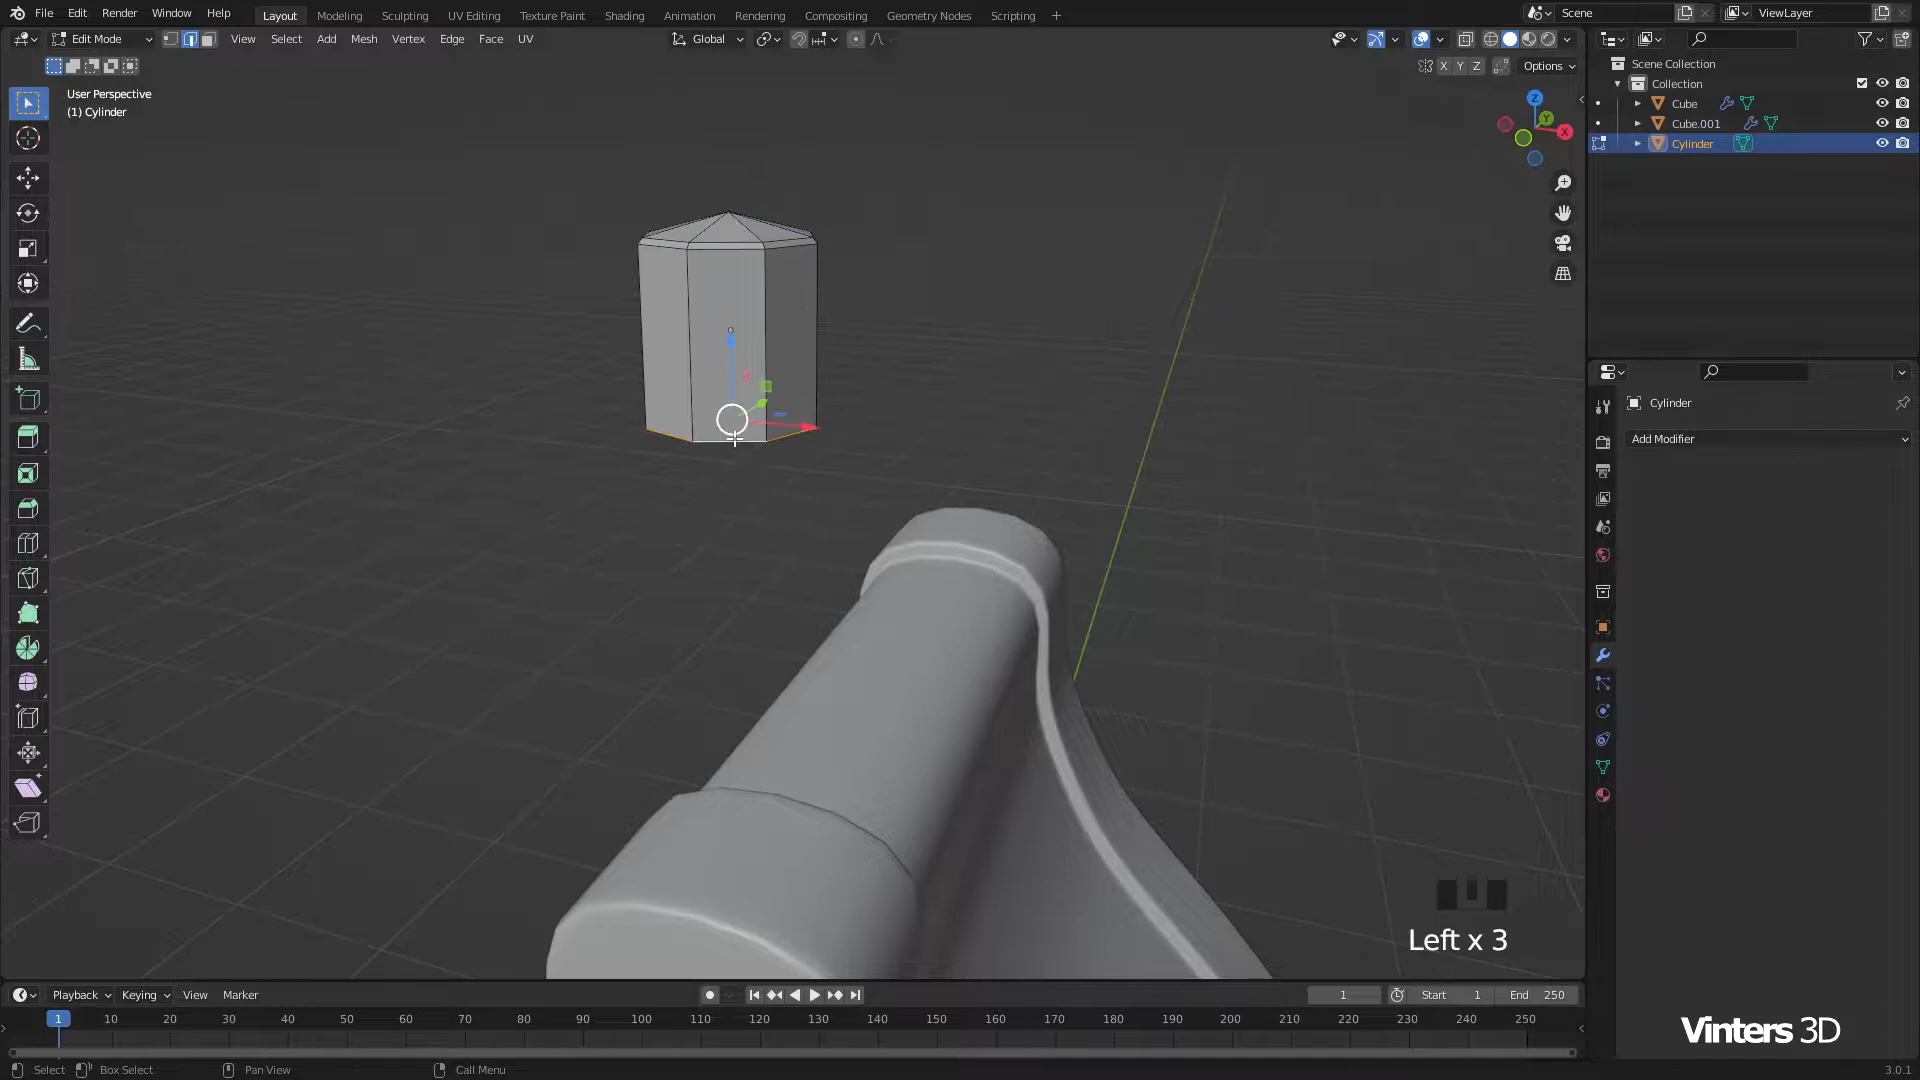 File Edit Render Window Help Layout Modeling Sculpting UV Editing Texture Paint Shading Animation Rendering Compositing Geometry Nodes Scripting + Scene ViewLayer
Edit Mode View Select Add Mesh Vertex Edge Face UV Global
X Y Z Options
User Perspective
(1) Cylinder
Z
Y
X
Scene Collection
Collection
Cube
Cube.001
Cylinder
Cylinder
Add Modifier
Left x 3
Playback Keying View Marker 1 Start 1 End 250
1 10 20 30 40 50 60 70 80 90 100 110 120 130 140 150 160 170 180 190 200 210 220 230 240 250
Vinters 3D
Select Box Select Pan View Call Menu 3.0.1